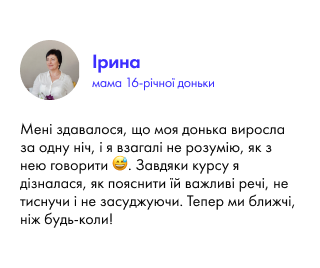 Ірина
мама 16-річної доньки
Мені здавалося, що моя донька виросла
за одну ніч, і я взагалі не розумію, як з
нею говорити 😅. Завдяки курсу я
дізналася, як пояснити їй важливі речі, не
тиснучи і не засуджуючи. Тепер ми ближчі,
ніж будь-коли!